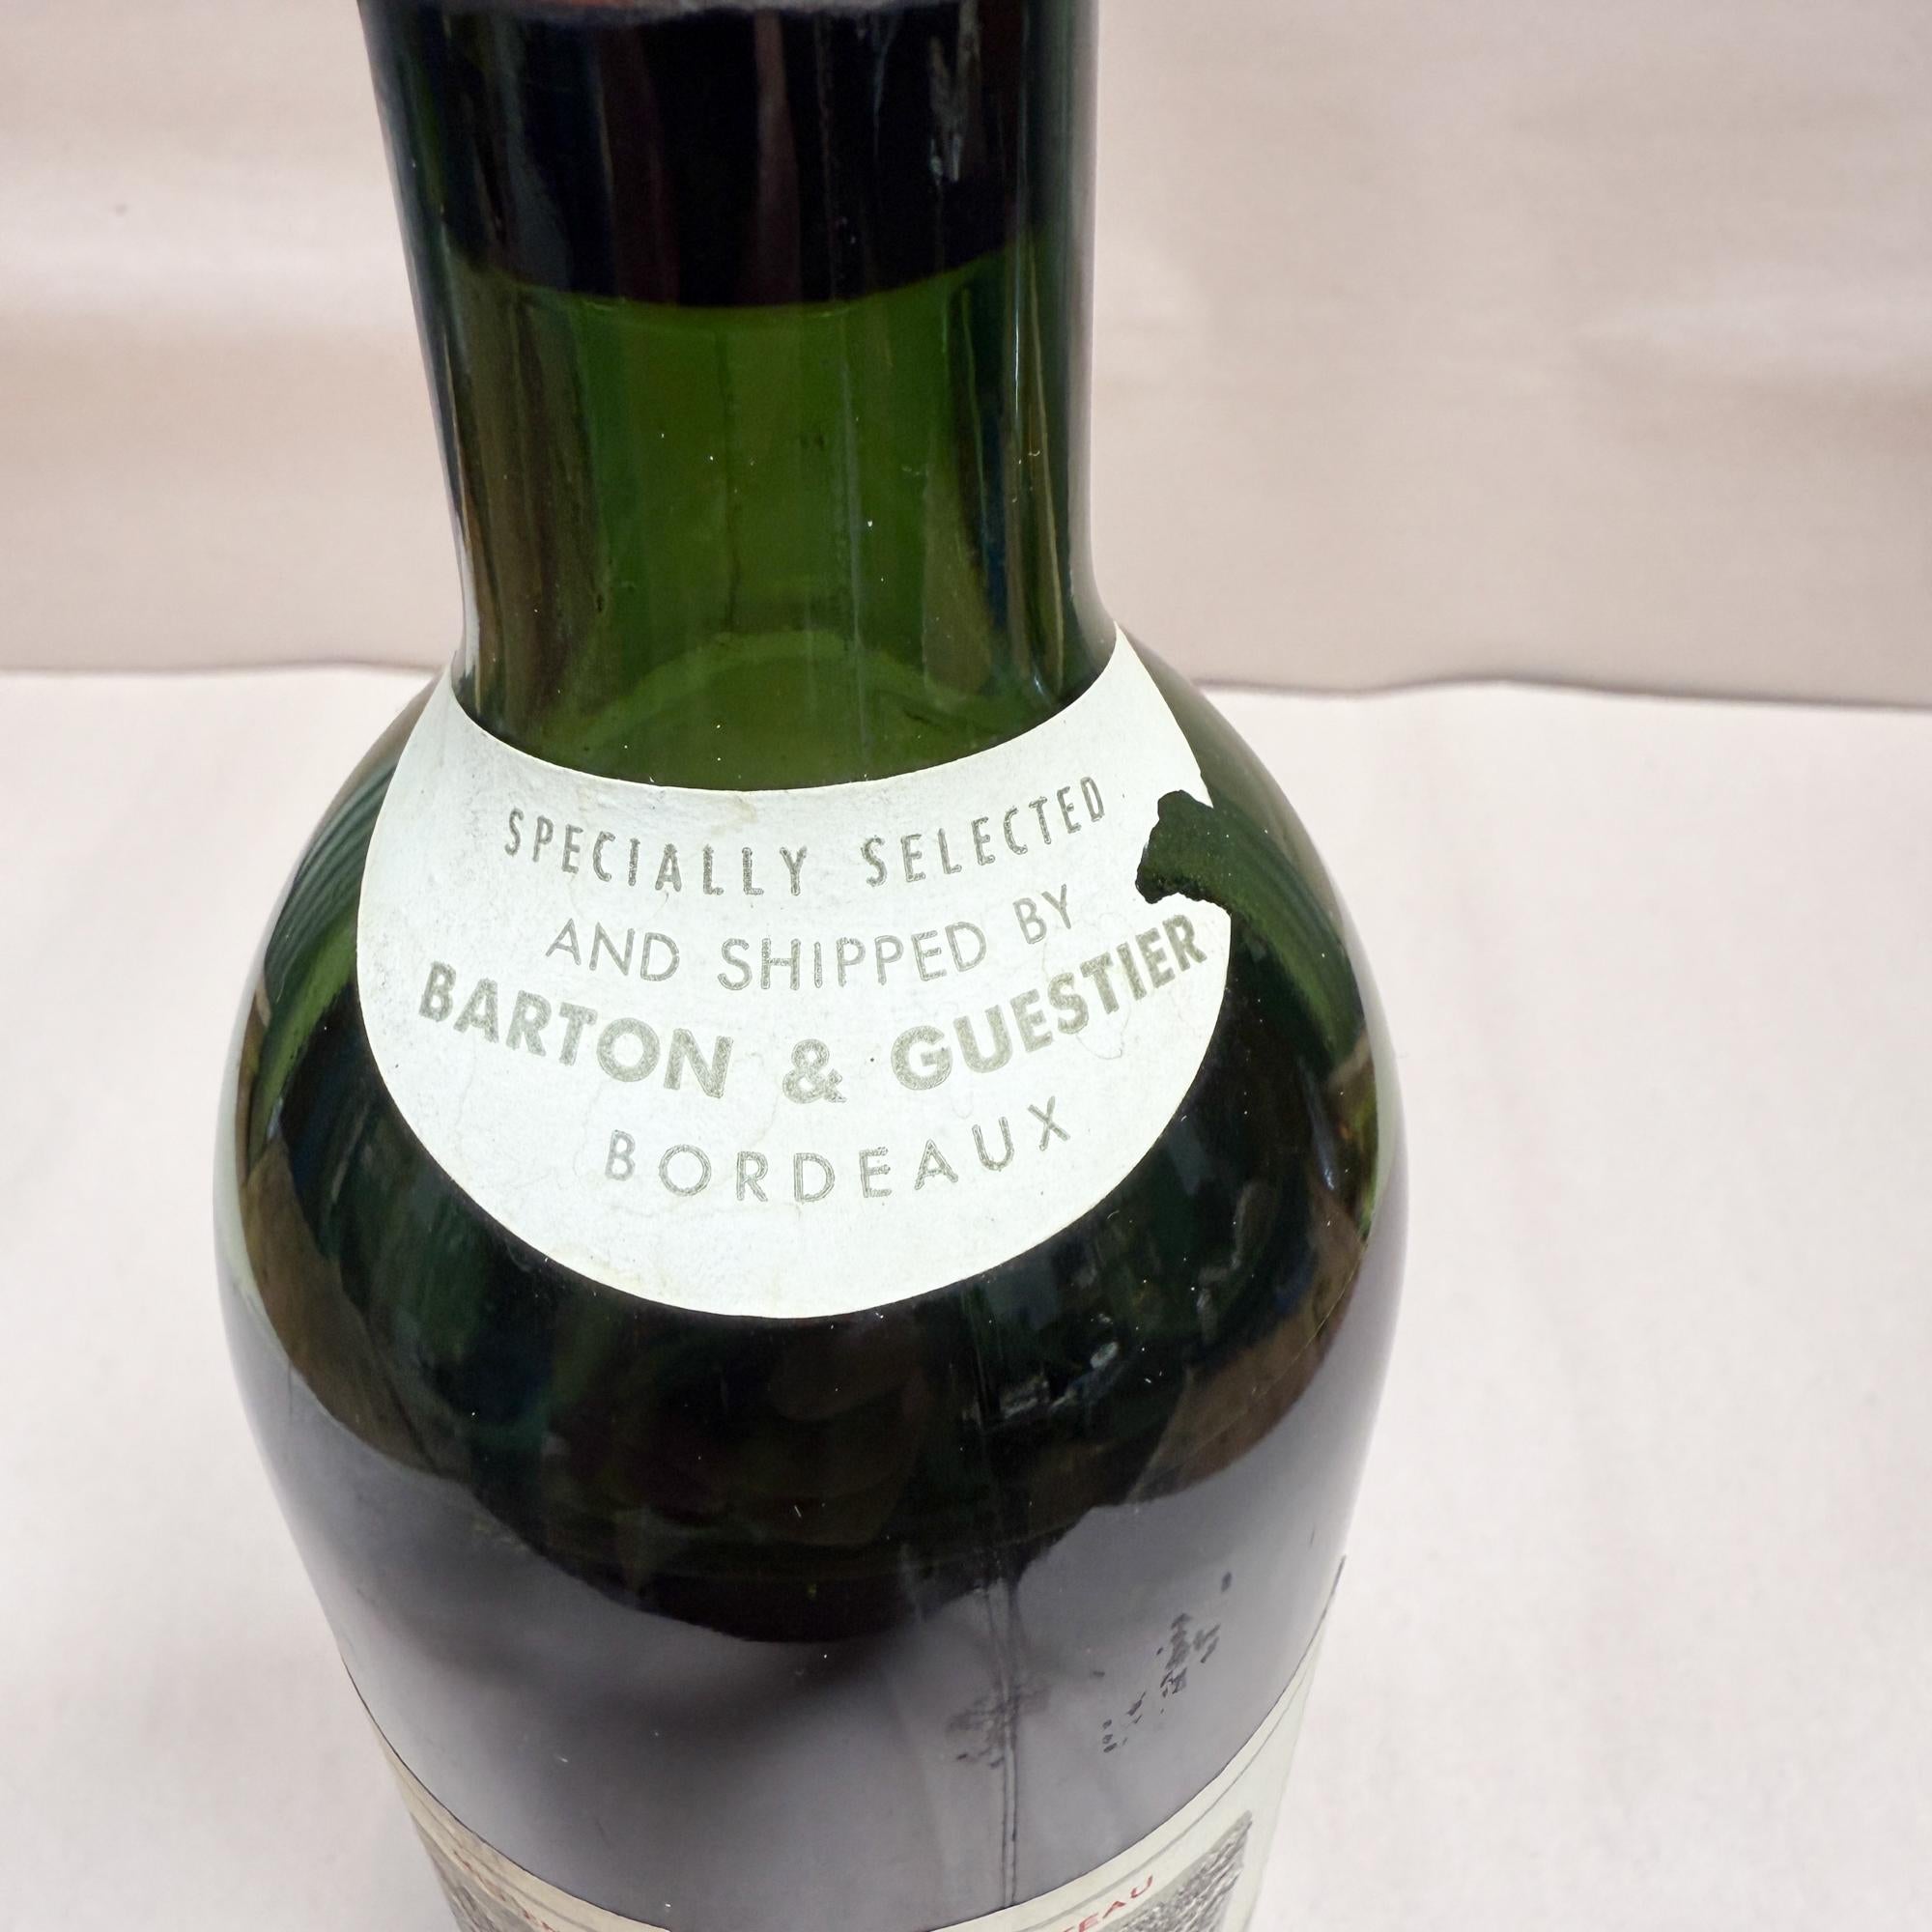 SPECIALLY SELECTED
AND SHIPPED BY
BARTON & GUESTIER
BORDEAUX